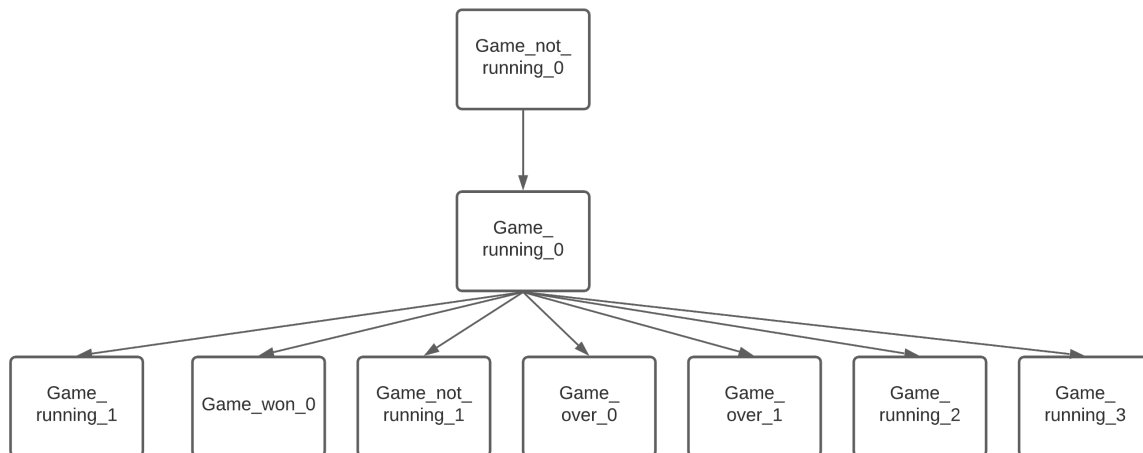 Game_not_
running_0
Game_
running_0
Game_
running_1
Game_won_0
Game_not_
running_1
Game_
over_0
Game_
over_1
Game_
running_2
Game_
running_3